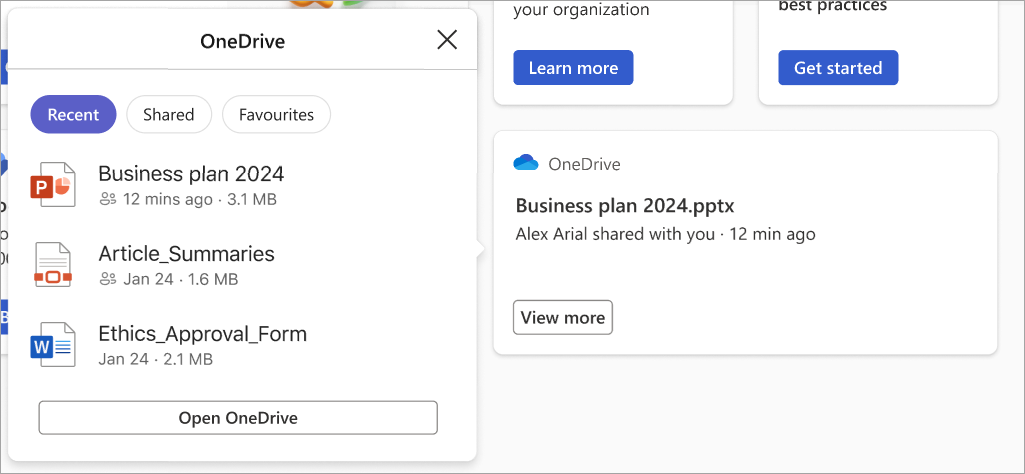 OneDrive
Recent
Shared
Favourites
Business plan 2024
12 mins ago · 3.1 MB
Article_Summaries
Jan 24 · 1.6 MB
Ethics_Approval_Form
Jan 24 · 2.1 MB
Open OneDrive
your organization
Learn more
best practices
Get started
OneDrive
Business plan 2024.pptx
Alex Arial shared with you · 12 min ago
View more